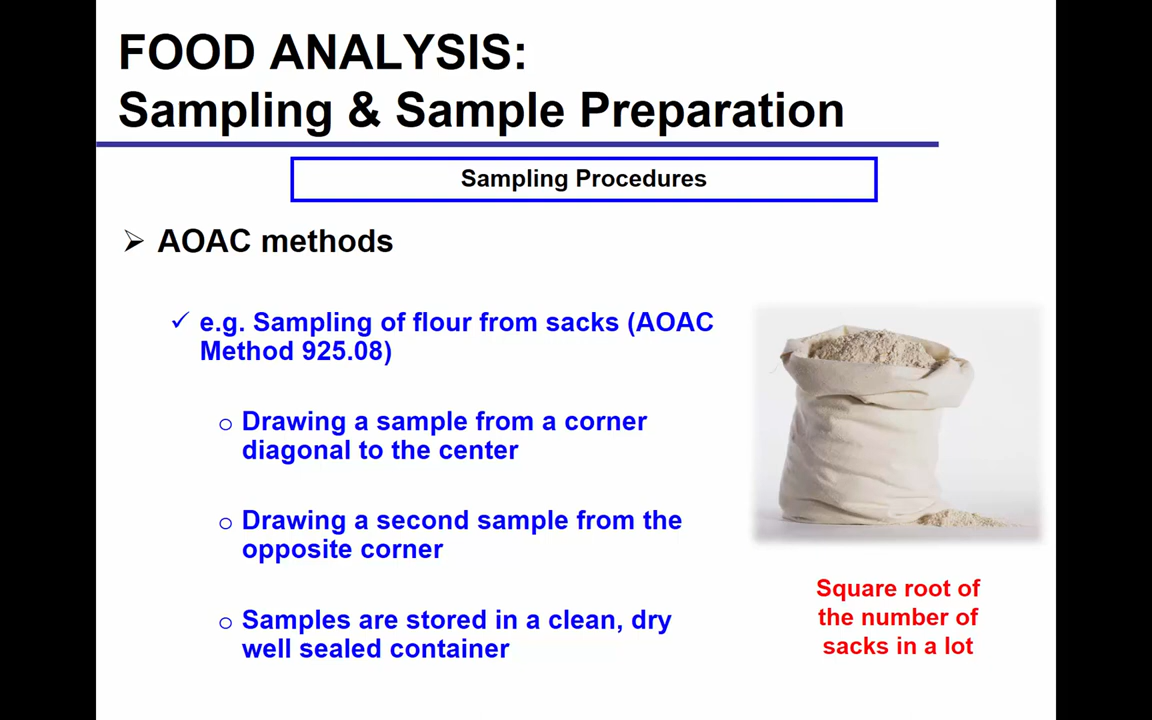 FOOD ANALYSIS:
Sampling & Sample Preparation
Sampling Procedures
➢ AOAC methods
✓ e.g. Sampling of flour from sacks (AOAC
Method 925.08)
o Drawing a sample from a corner
diagonal to the center
o Drawing a second sample from the
opposite corner
o Samples are stored in a clean, dry
well sealed container
Square root of
the number of
sacks in a lot